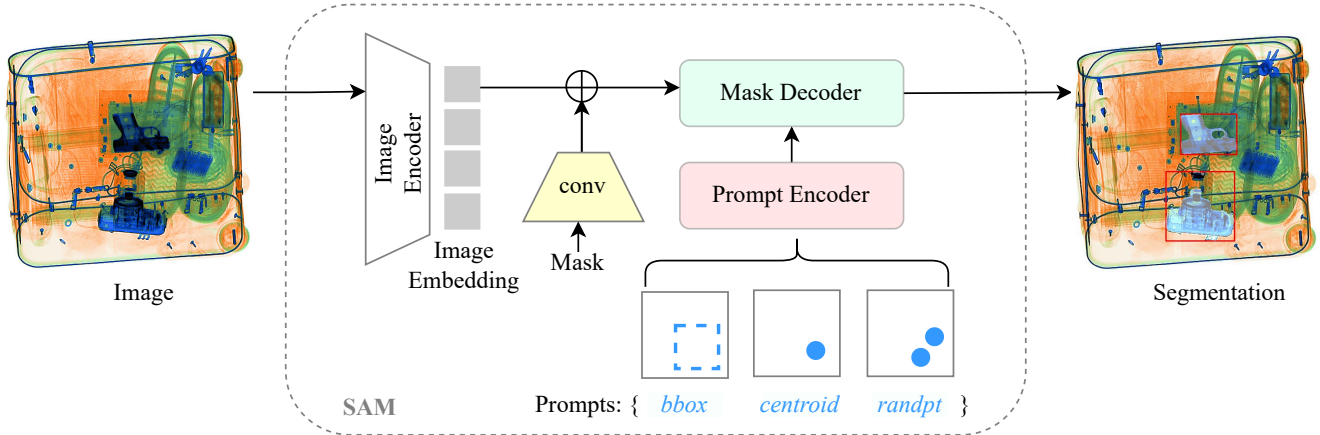 Image
Image
Encoder
Image
Embedding
conv
Mask
Mask Decoder
Prompt Encoder
Prompts: { bbox centroid randpt }
SAM
Segmentation